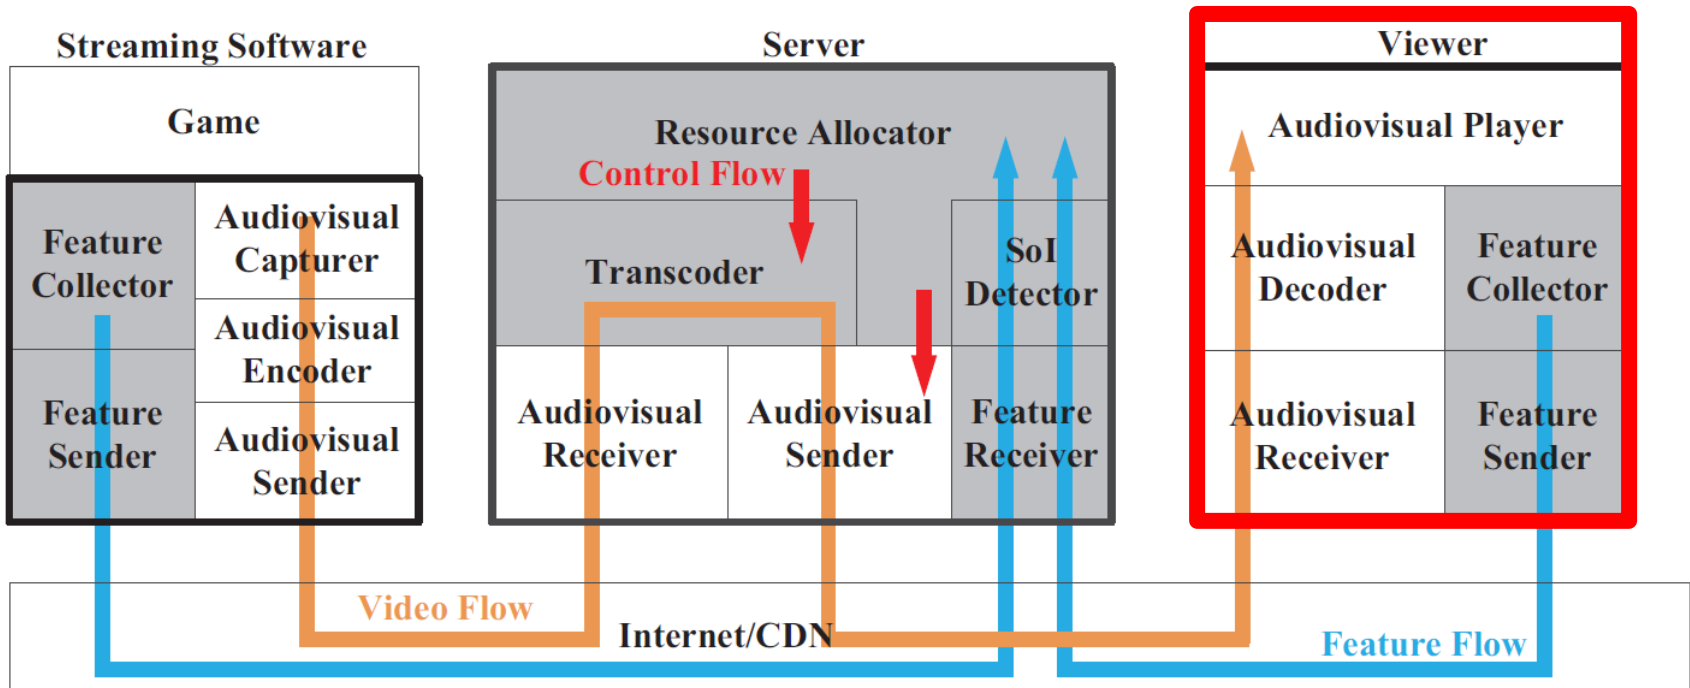 Streaming Software
Game
Feature
Collector
Feature
Sender
Audiovisual
Capturer
Audiovisual
Encoder
Audiovisual
Sender
Server
Resource Allocator
Control Flow
Transcoder
SoI
Detector
Audiovisual
Receiver
Audiovisual
Sender
Feature
Receiver
Viewer
Audiovisual Player
Audiovisual
Decoder
Feature
Collector
Audiovisual
Receiver
Feature
Sender
Video Flow
Internet/CDN
Feature Flow